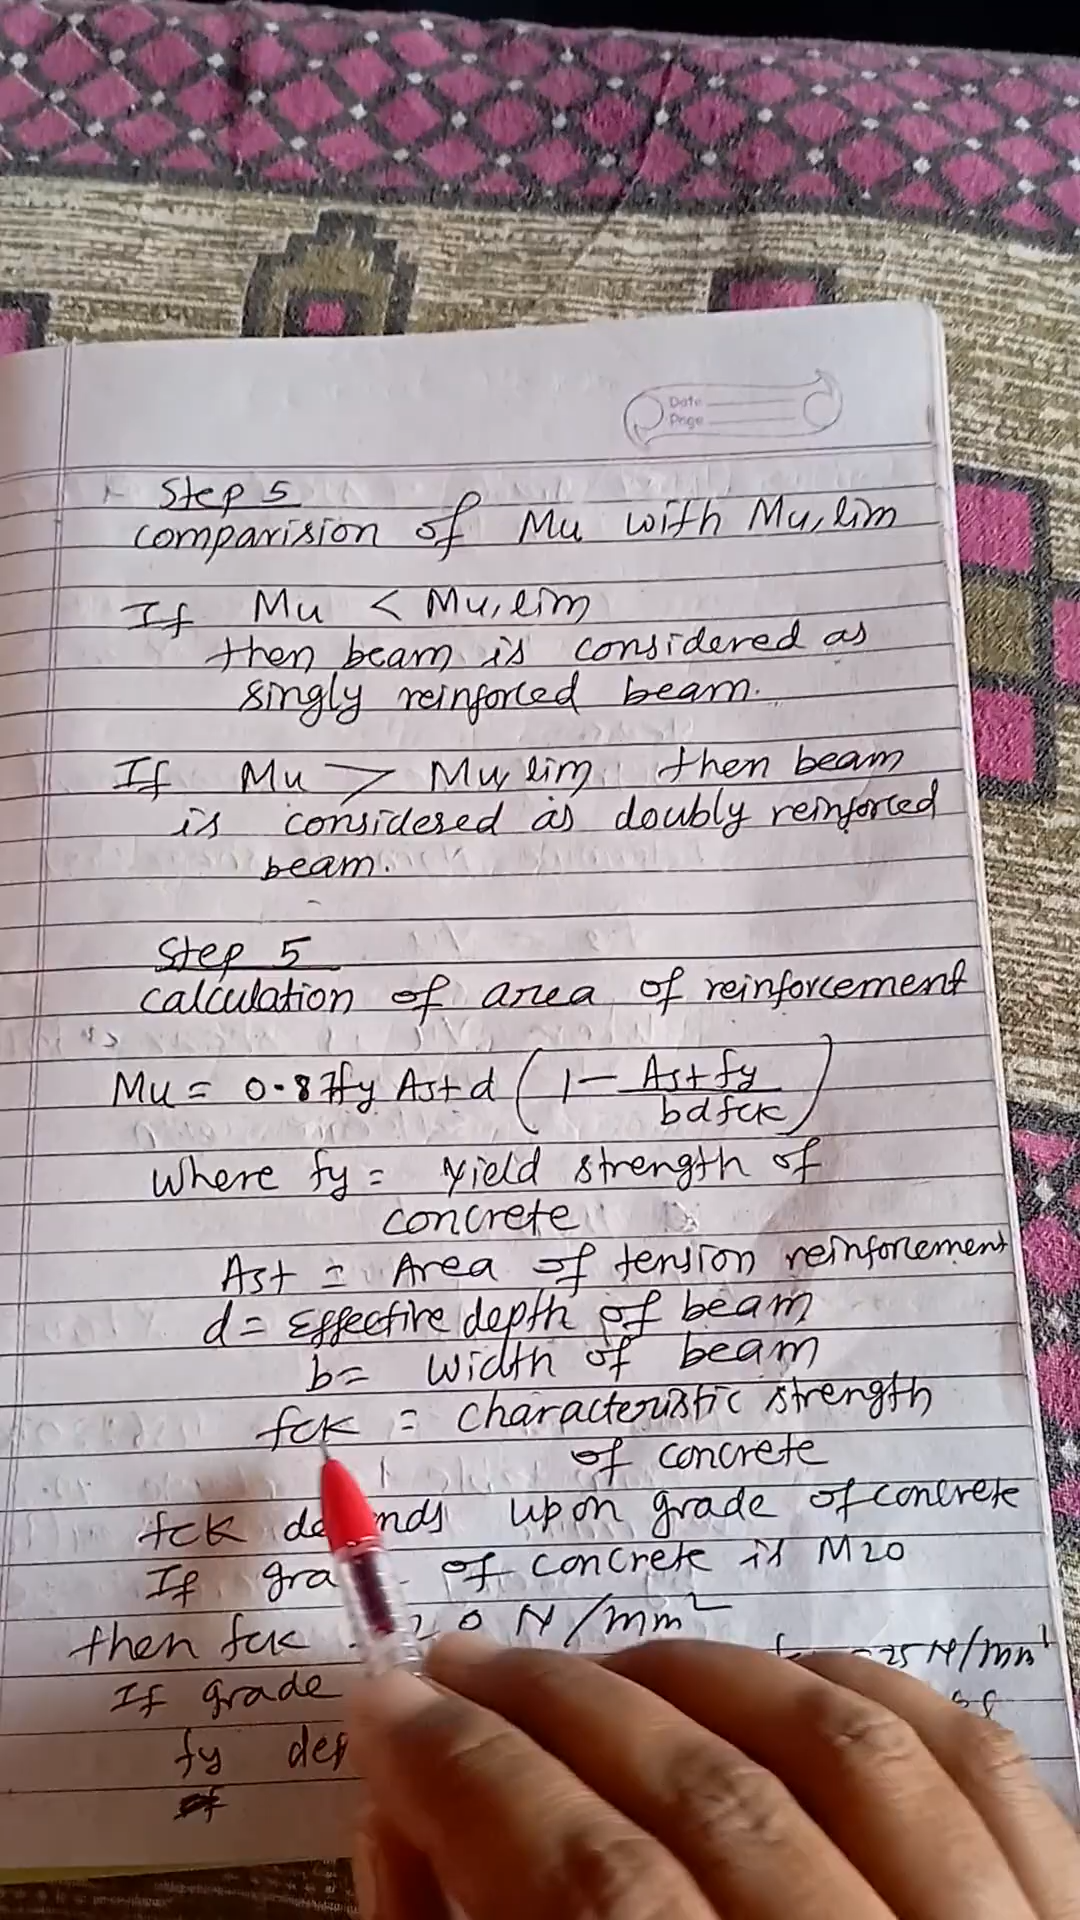 Date
Page
Step 5
comparision of Mu with Mu,lim
If Mu < Mu,lim
then beam is considered as
singly reinforced beam.
If Mu > Mu,lim then beam
is considered as doubly reinforced
beam.
Step 5
calculation of area of reinforcement
Mu = 0.87fy Ast d ( 1 - Ast fy / bdfck )
Where fy = yield strength of
concrete
Ast = Area of tension reinforcement
d = Effective depth of beam
b = width of beam
fck = characteristic strength
of concrete
fck upon grade of concrete
If of concrete is M20
then fck 20 N/mm²
If grade 25 N/mm²
fy